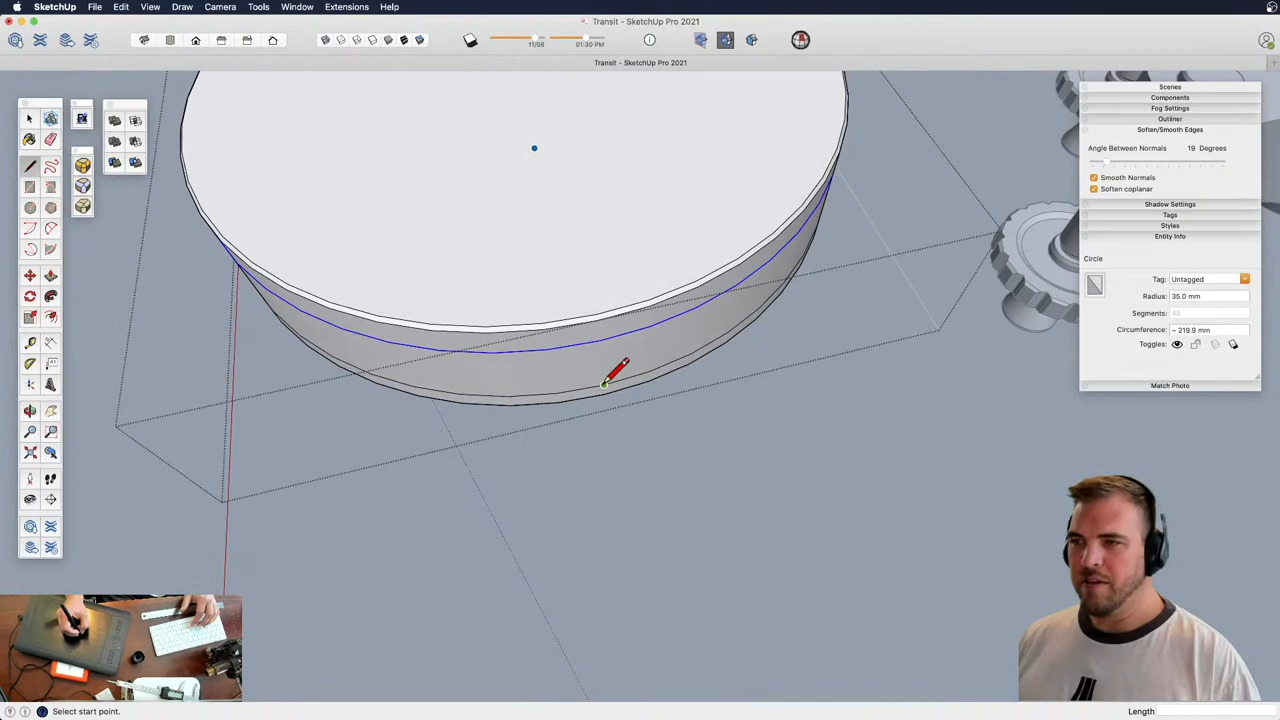 SketchUp File Edit View Draw Camera Tools Window Extensions Help
Transit - SketchUp Pro 2021
11/08 01:30 PM
Transit - SketchUp Pro 2021
Scenes
Components
Fog Settings
Outliner
Soften/Smooth Edges
Angle Between Normals 19 Degrees
Smooth Normals
Soften coplanar
Shadow Settings
Tags
Styles
Entity Info
Circle
Tag: Untagged
Radius: 35.0 mm
Segments: 48
Circumference: ~ 219.9 mm
Toggles:
Match Photo
Select start point.
Length